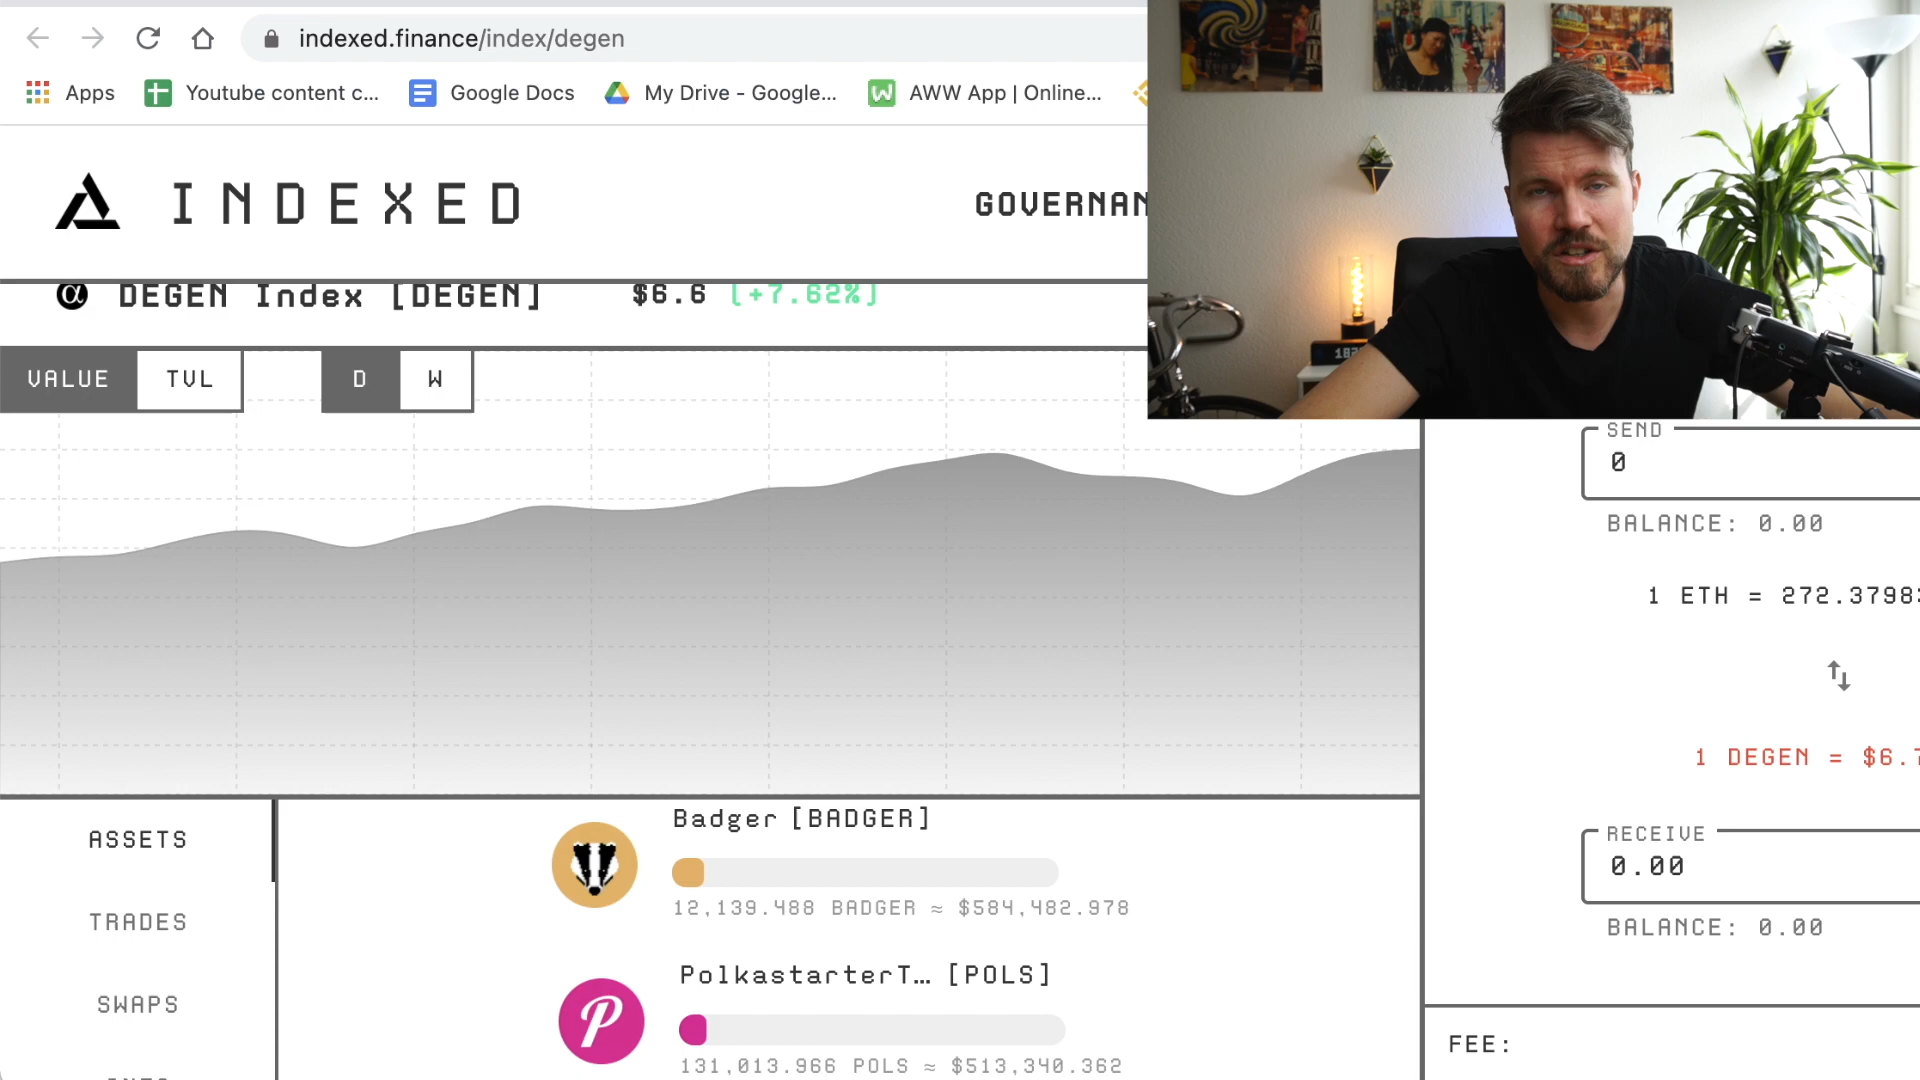 indexed.finance/index/degen
Apps
Youtube content c...
Google Docs
My Drive - Google...
AWW App | Online...
INDEXED
GOVERNAN
DEGEN Index [DEGEN]
$6.6 (+7.62%)
VALUE
TVL
D
W
SEND
0
BALANCE: 0.00
1 ETH = 272.3798
1 DEGEN = $6.7
RECEIVE
0.00
BALANCE: 0.00
FEE:
ASSETS
TRADES
SWAPS
Badger [BADGER]
12,139.488 BADGER ≈ $584,482.978
PolkastarterT... [POLS]
131,013.966 POLS ≈ $513,340.362